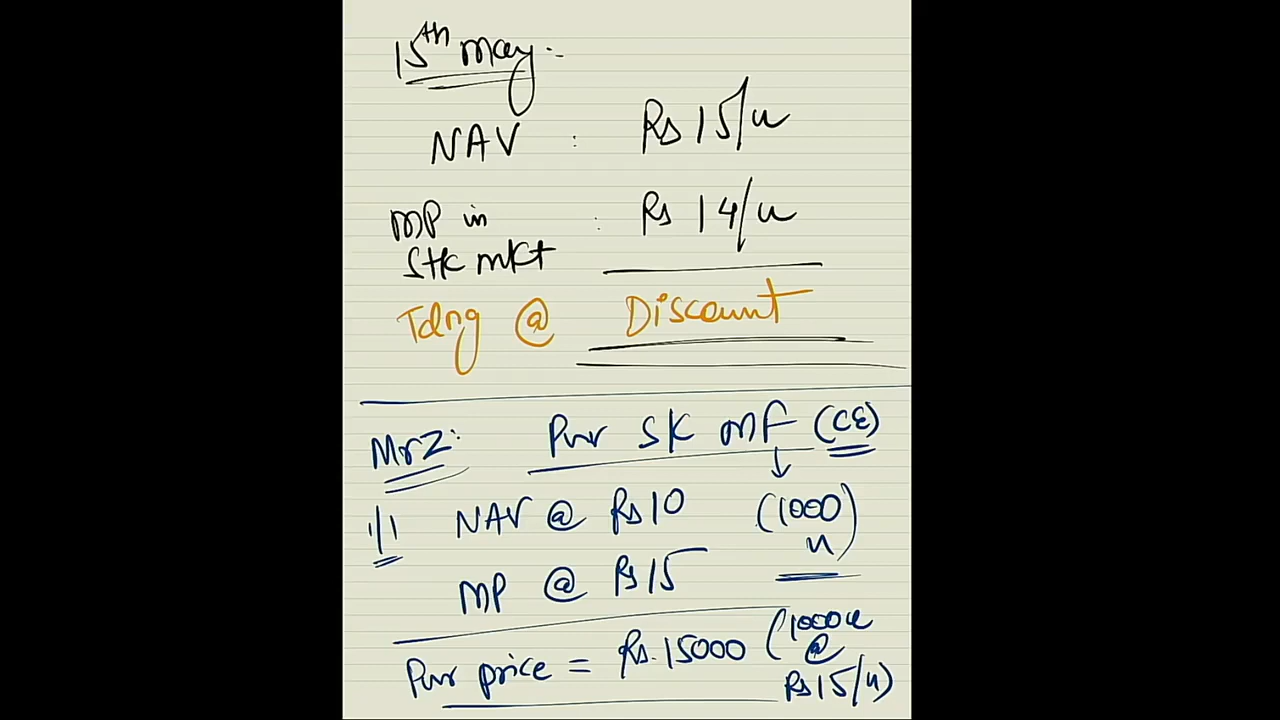 15th may:-
NAV : Rs 15/u
MP in : Rs 14/u
Stk mkt
Tdng @ Discount
Mr Z: Pur SK MF (CE)
1/1 NAV @ Rs 10 (1000
u)
MP @ Rs 15
Pur price = Rs. 15000 (1000u
@
Rs 15/u)